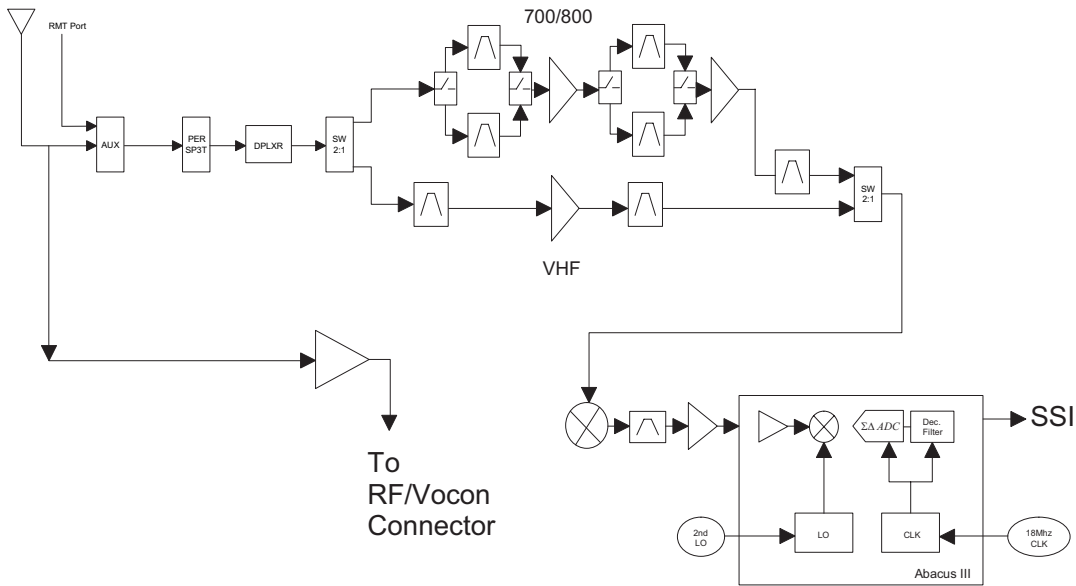 700/800
RMT Port
AUX
PER
SP3T
DPLXR
SW
2:1
SW
2:1
VHF
To
RF/Vocon
Connector
ΣΔ ADC
Dec.
Filter
SSI
2nd
LO
LO
CLK
18Mhz
CLK
Abacus III